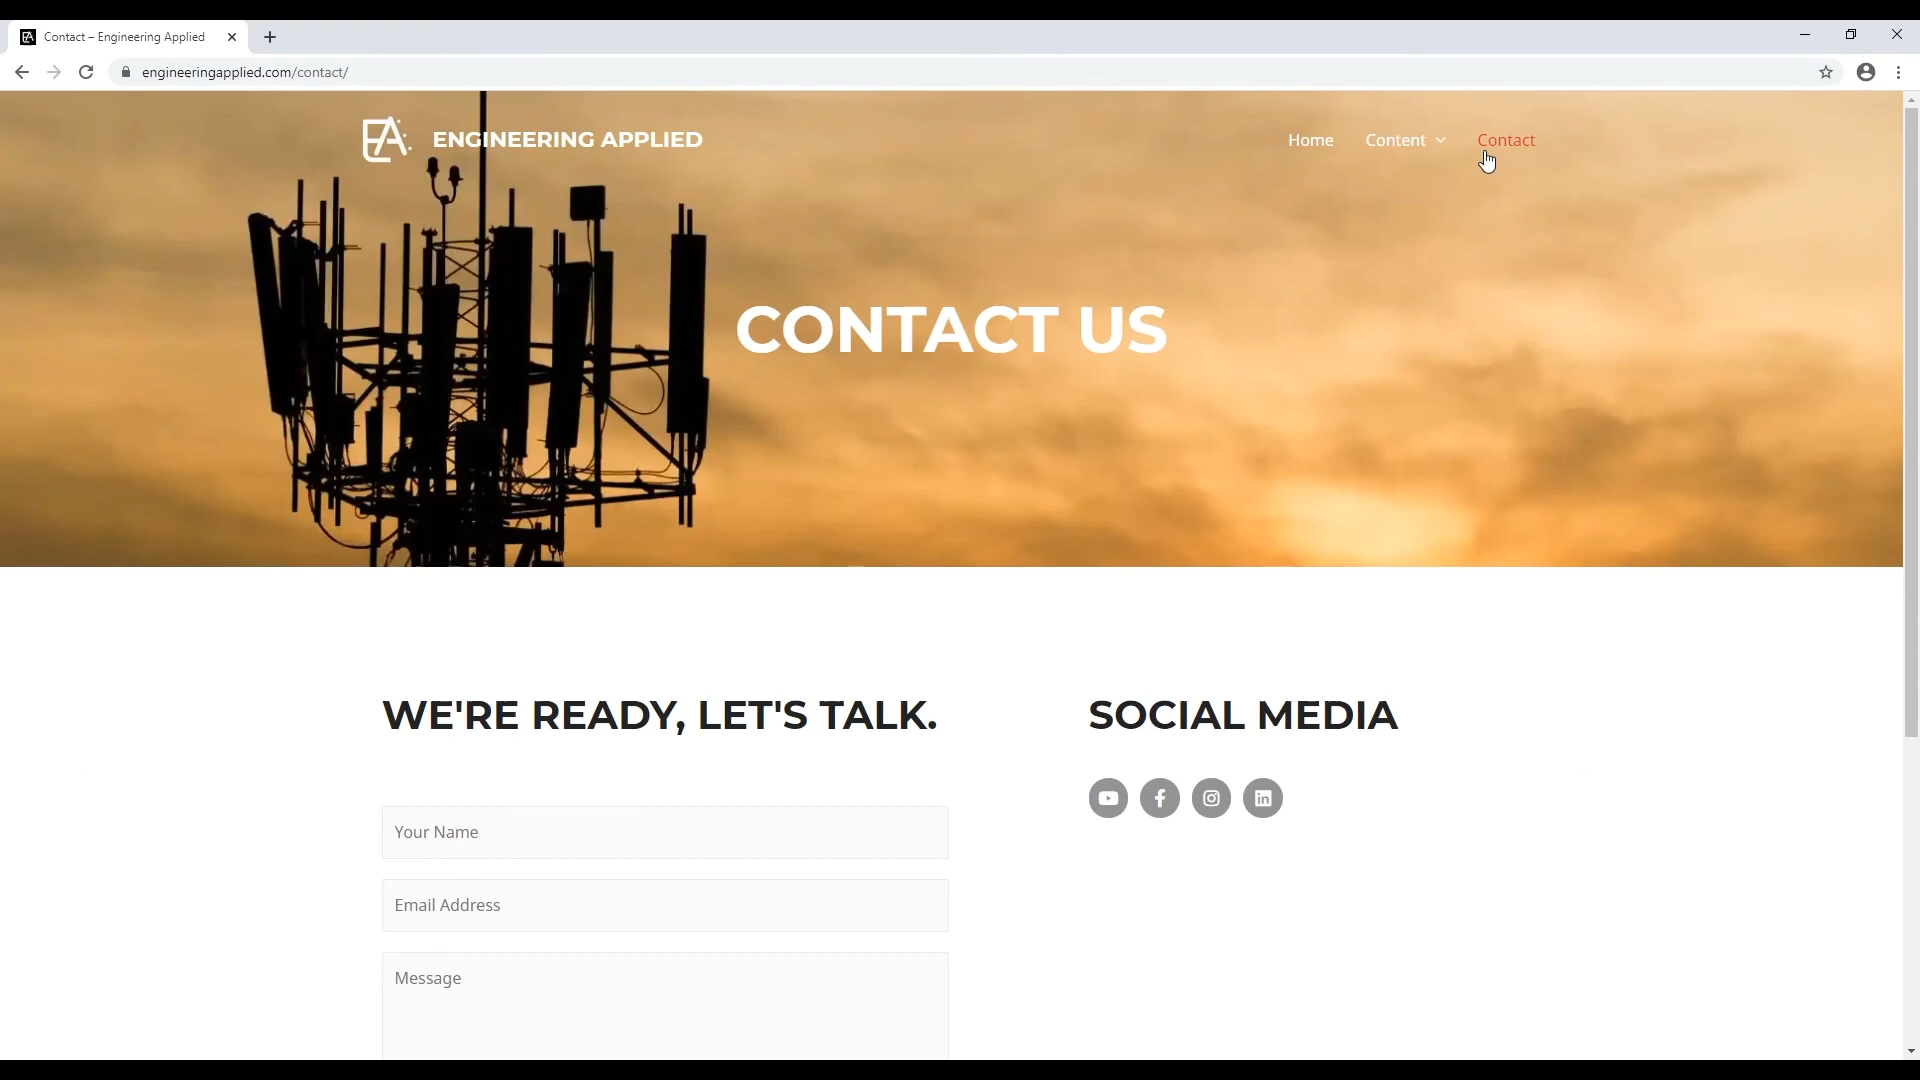 Contact – Engineering Applied
engineeringapplied.com/contact/
EA
ENGINEERING APPLIED
Home
Content
Contact
CONTACT US
WE'RE READY, LET'S TALK.
SOCIAL MEDIA
Your Name
Email Address
Message